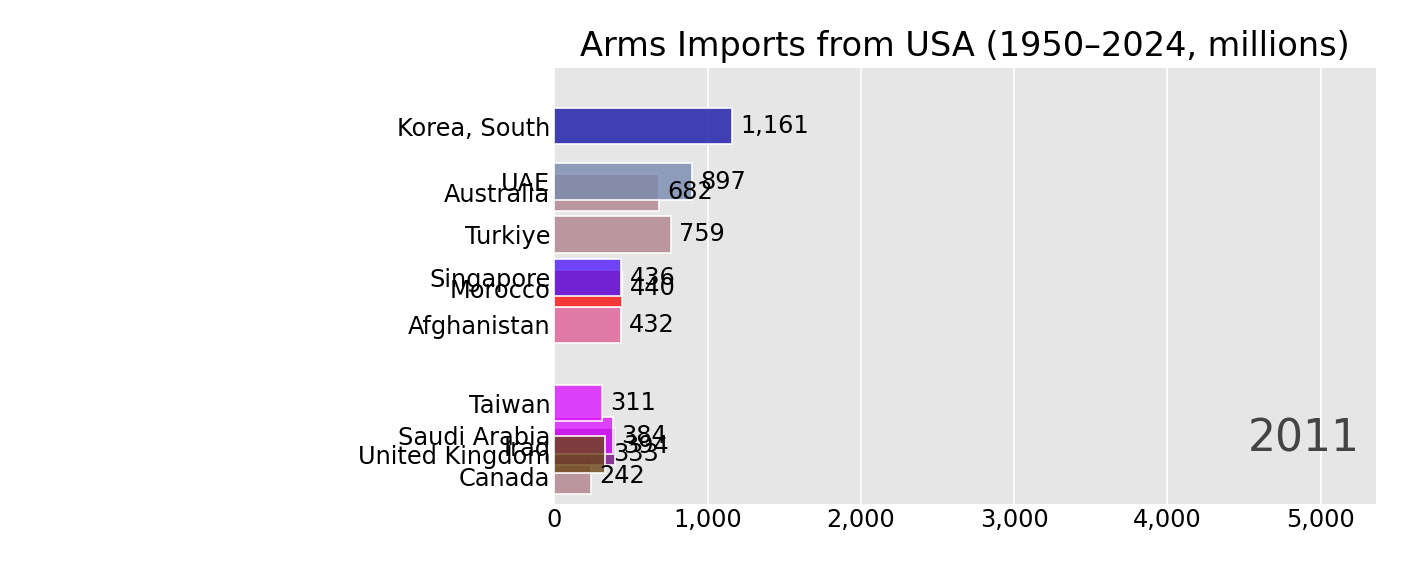 Arms Imports from USA (1950–2024, millions)
Korea, South 1,161
UAE 897
Australia 682
Turkiye 759
Singapore 436
Morocco 440
Afghanistan 432
Taiwan 311
Saudi Arabia 384
Iraq 394
United Kingdom 333
Canada 242
2011
0 1,000 2,000 3,000 4,000 5,000